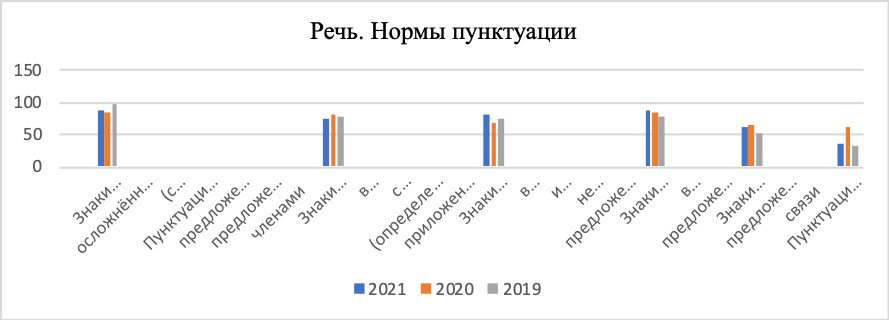 Речь. Нормы пунктуации
150
100
50
0
Знаки…
осложнённ…
(с…
Пунктуаци…
предложе…
предложе…
членами
Знаки…
в…
с…
(определе…
приложен…
Знаки…
в…
и…
не…
предложе…
Знаки…
в…
предложе…
Знаки…
предложе…
связи
Пунктуаци…
2021 2020 2019